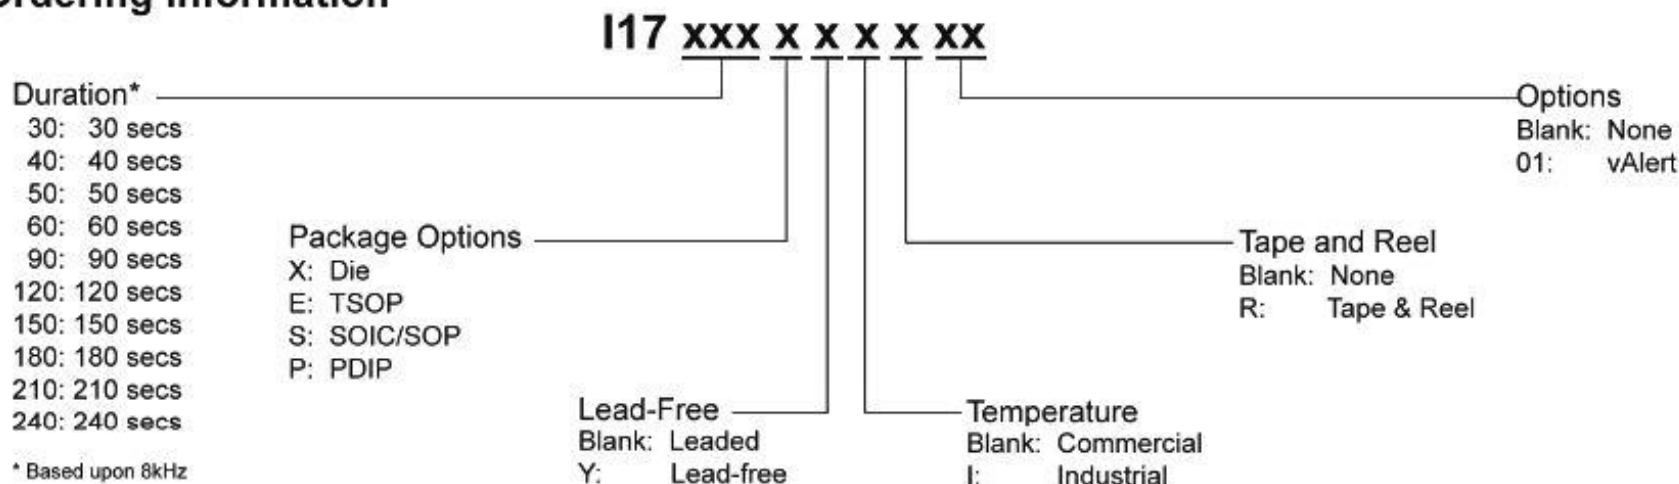 Ordering Information
I17 xxx x x x x xx
Duration*
30: 30 secs
40: 40 secs
50: 50 secs
60: 60 secs
90: 90 secs
120: 120 secs
150: 150 secs
180: 180 secs
210: 210 secs
240: 240 secs
* Based upon 8kHz
Package Options
X: Die
E: TSOP
S: SOIC/SOP
P: PDIP
Lead-Free
Blank: Leaded
Y: Lead-free
Temperature
Blank: Commercial
I: Industrial
Tape and Reel
Blank: None
R: Tape & Reel
Options
Blank: None
01: vAlert